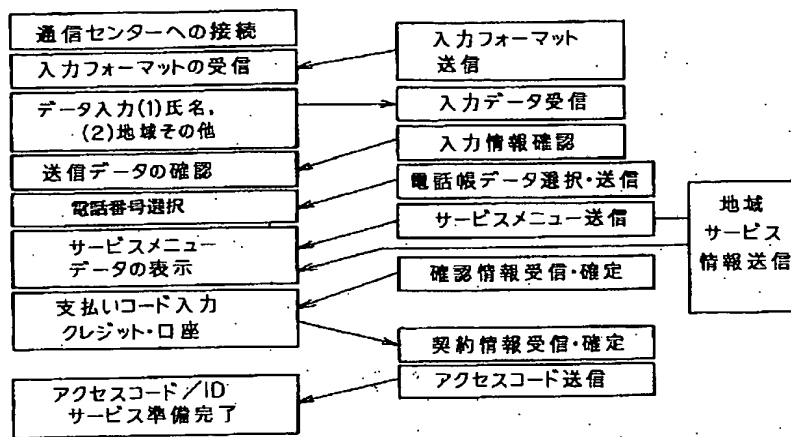 通信センターへの接続
入力フォーマットの受信
データ入力(1)氏名,
(2)地域その他
送信データの確認
電話番号選択
サービスメニュー
データの表示
支払いコード入力
クレジット・口座
アクセスコード/ID
サービス準備完了
入力フォーマット
送信
入力データ受信
入力情報確認
電話帳データ選択・送信
サービスメニュー送信
確認情報受信・確定
契約情報受信・確定
アクセスコード送信
地域
サービス
情報送信